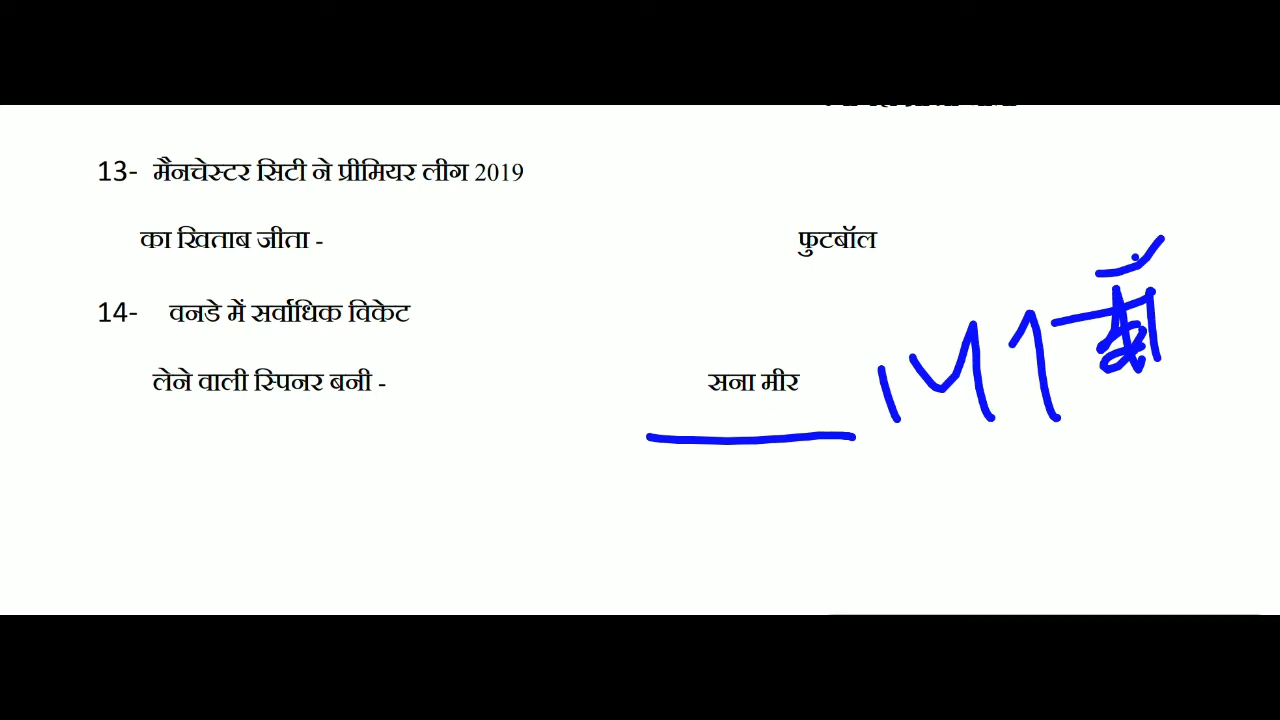 13- मैनचेस्टर सिटी ने प्रीमियर लीग 2019
का खिताब जीता - फुटबॉल
14- वनडे में सर्वाधिक विकेट
लेने वाली स्पिनर बनी - सना मीर